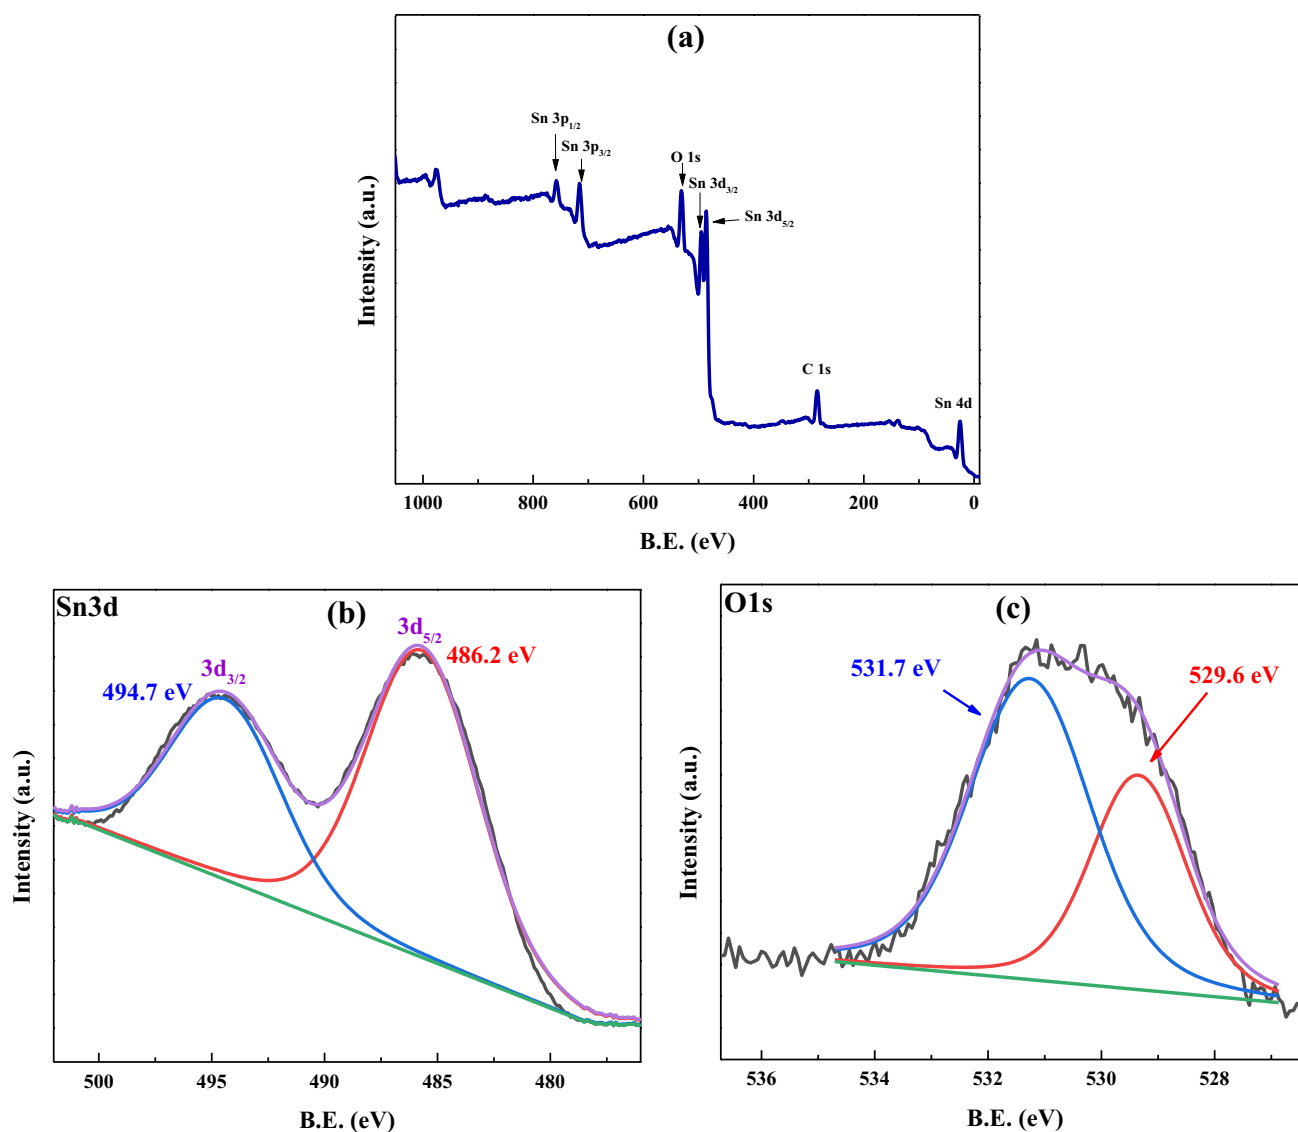 (a)
Sn 3p1/2
Sn 3p3/2
O 1s
Sn 3d3/2
Sn 3d5/2
C 1s
Sn 4d
Intensity (a.u.)
1000 800 600 400 200 0
B.E. (eV)
Sn3d
(b)
3d5/2
486.2 eV
3d3/2
494.7 eV
Intensity (a.u.)
500 495 490 485 480
B.E. (eV)
O1s
(c)
531.7 eV
529.6 eV
Intensity (a.u.)
536 534 532 530 528
B.E. (eV)